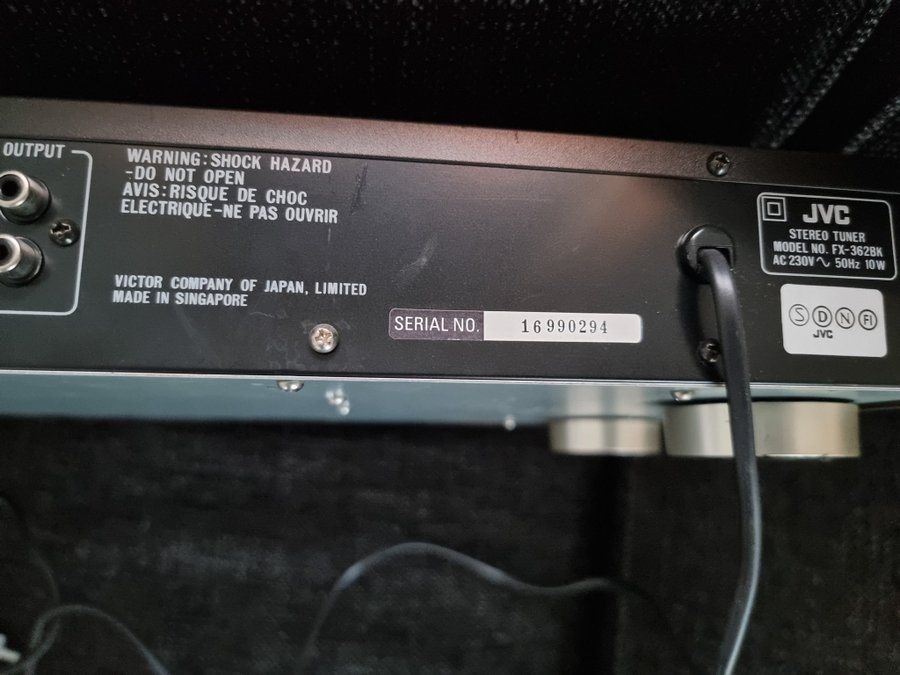 OUTPUT
WARNING:SHOCK HAZARD
-DO NOT OPEN
AVIS:RISQUE DE CHOC
ELECTRIQUE-NE PAS OUVRIR
VICTOR COMPANY OF JAPAN, LIMITED
MADE IN SINGAPORE
SERIAL NO. 16990294
JVC
STEREO TUNER
MODEL NO. FX-362BK
AC 230V∿ 50Hz 10W
S D N FI
JVC